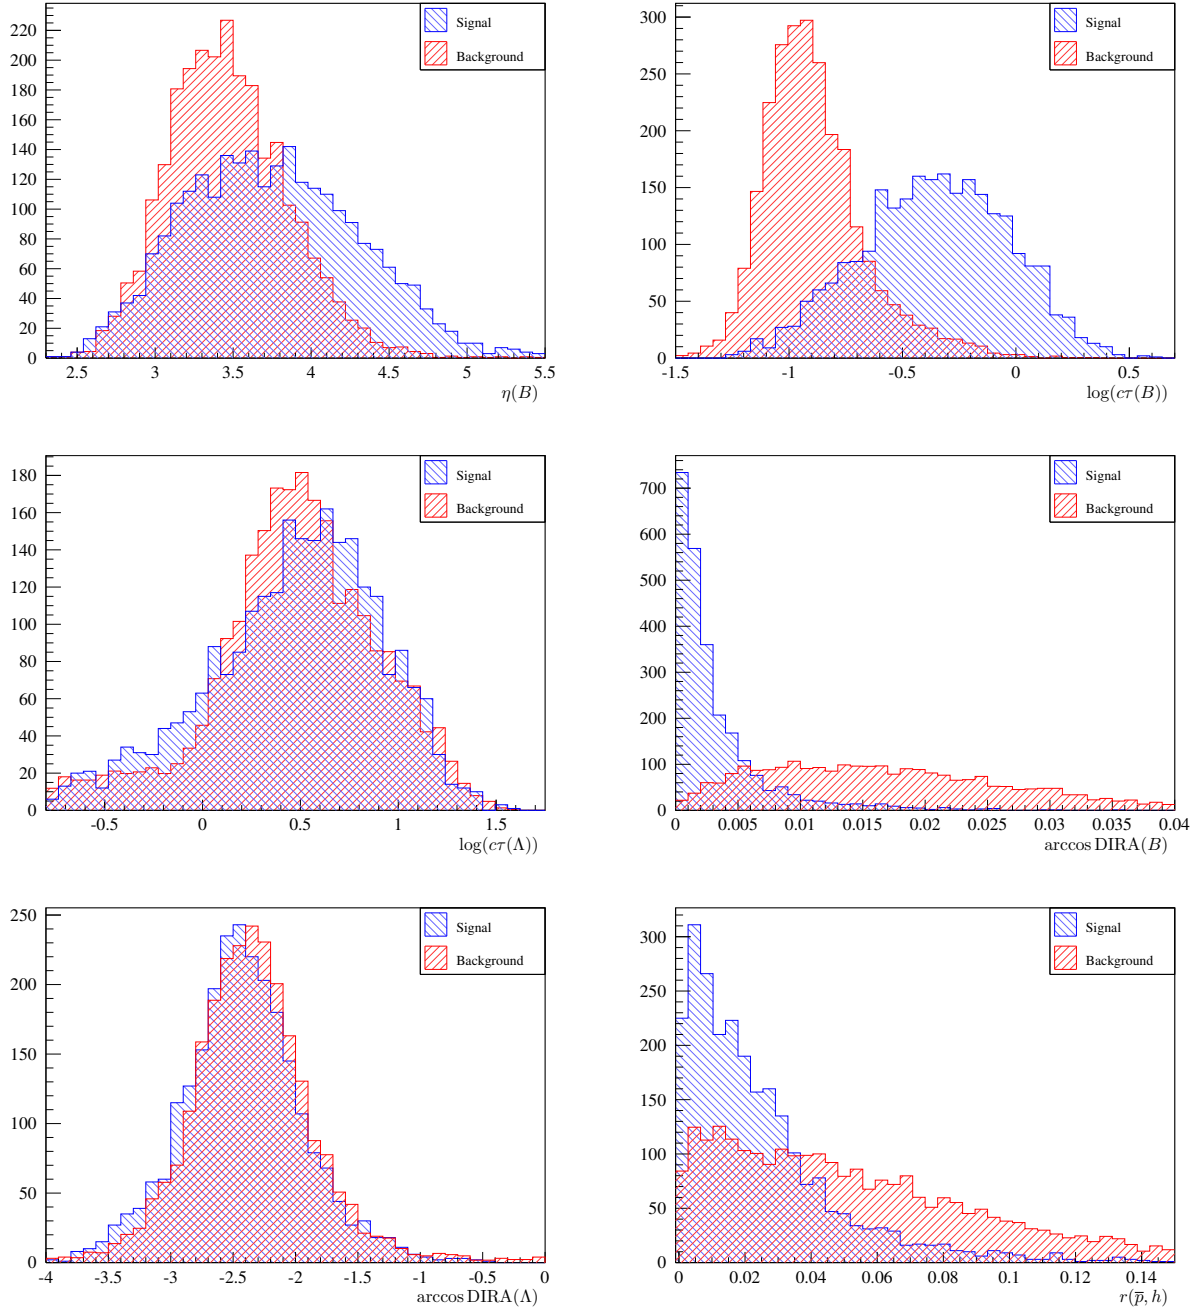 220
200
180
160
140
120
100
80
60
40
20
0
Signal
Background
2.5 3 3.5 4 4.5 5 5.5
η(B)
300
250
200
150
100
50
0
Signal
Background
-1.5 -1 -0.5 0 0.5
log(cτ(B))
180
160
140
120
100
80
60
40
20
0
Signal
Background
-0.5 0 0.5 1 1.5
log(cτ(Λ))
700
600
500
400
300
200
100
0
Signal
Background
0 0.005 0.01 0.015 0.02 0.025 0.03 0.035 0.04
arccos DIRA(B)
250
200
150
100
50
0
Signal
Background
-4 -3.5 -3 -2.5 -2 -1.5 -1 -0.5 0
arccos DIRA(Λ)
300
250
200
150
100
50
0
Signal
Background
0 0.02 0.04 0.06 0.08 0.1 0.12 0.14
r(p̅, h)